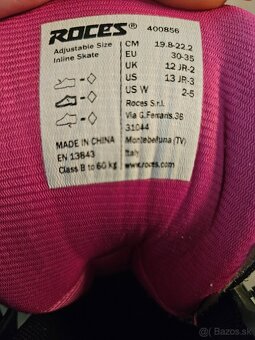 ROCES 400856
Adjustable Size
Inline Skate
CM 19.8-22.2
EU 30-35
UK 12 JR-2
US 13 JR-3
US W 2-5
Roces S.r.l.
Via G.Ferraris,36
31044
Montebelluna (TV)
Italy
www.roces.com
MADE IN CHINA
EN 13843
Class B to 60 kg
Bazos.sk